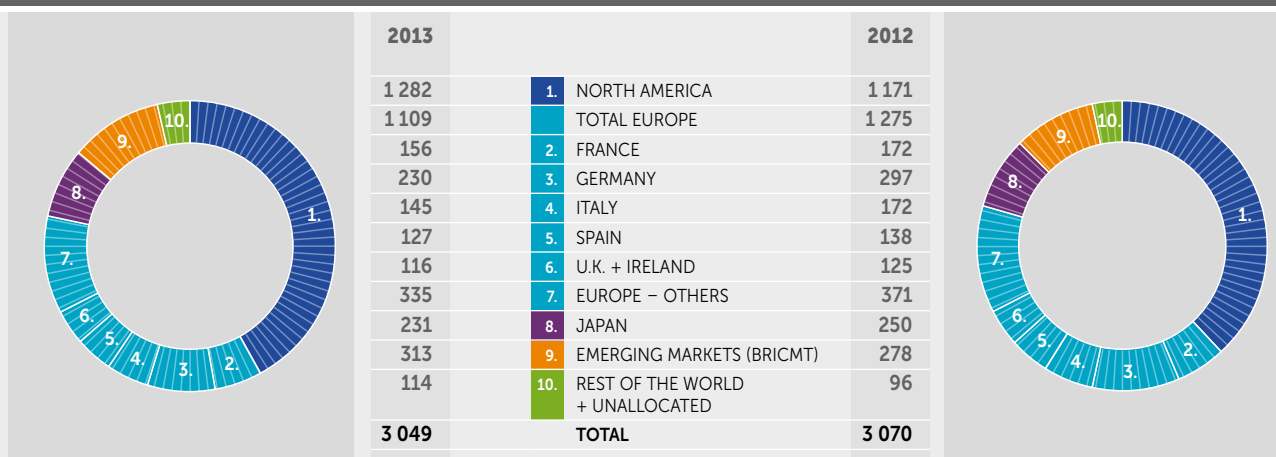 2013 2012
1 282 1. NORTH AMERICA 1 171
1 109 TOTAL EUROPE 1 275
156 2. FRANCE 172
230 3. GERMANY 297
145 4. ITALY 172
127 5. SPAIN 138
116 6. U.K. + IRELAND 125
335 7. EUROPE – OTHERS 371
231 8. JAPAN 250
313 9. EMERGING MARKETS (BRICMT) 278
114 10. REST OF THE WORLD 96
+ UNALLOCATED
3 049 TOTAL 3 070
1.
2.
3.
4.
5.
6.
7.
8.
9.
10.
1.
2.
3.
4.
5.
6.
7.
8.
9.
10.